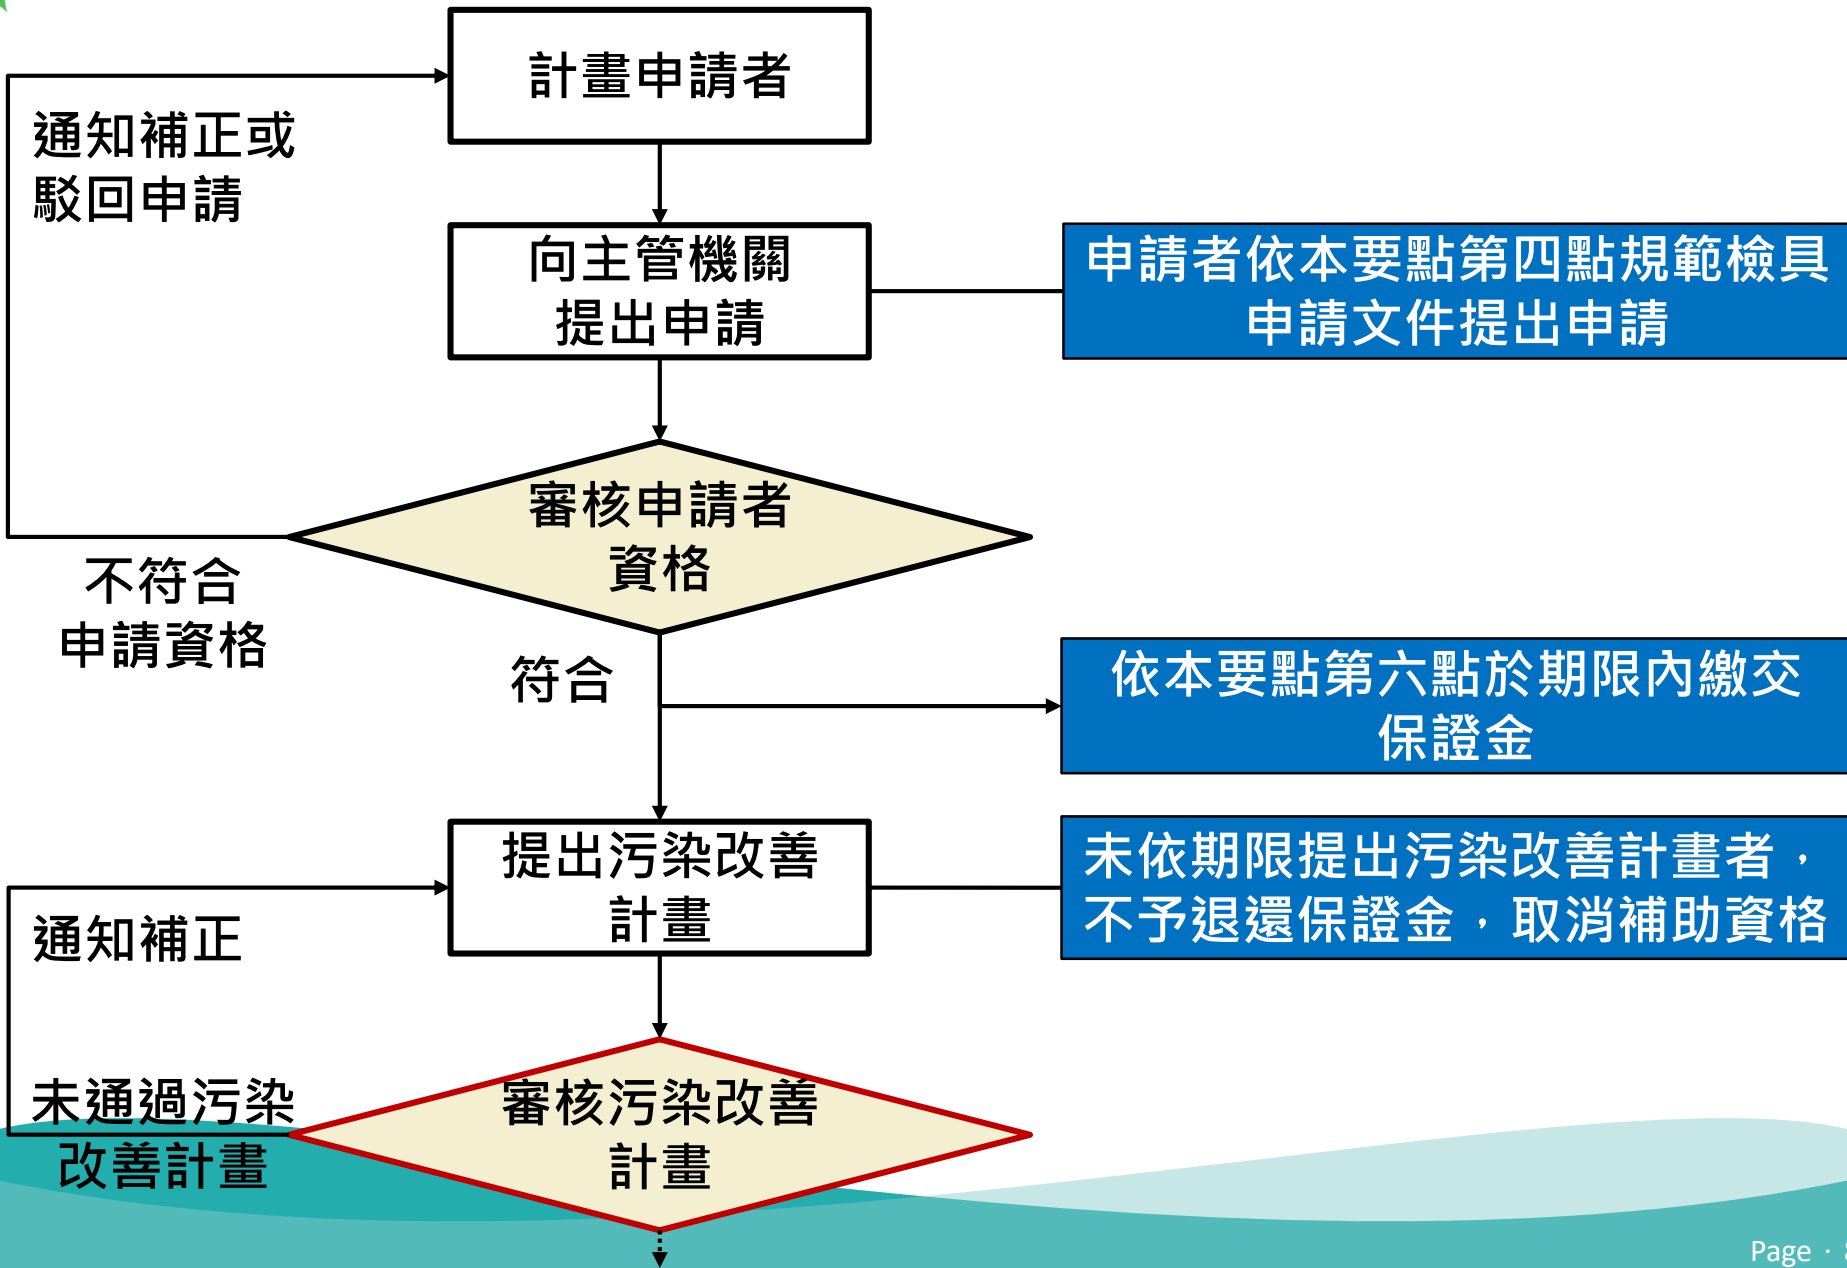 計畫申請者
通知補正或
駁回申請
向主管機關
提出申請
申請者依本要點第四點規範檢具
申請文件提出申請
審核申請者
資格
不符合
申請資格
符合
依本要點第六點於期限內繳交
保證金
提出污染改善
計畫
未依期限提出污染改善計畫者，
不予退還保證金，取消補助資格
通知補正
未通過污染
改善計畫
審核污染改善
計畫
Page ·